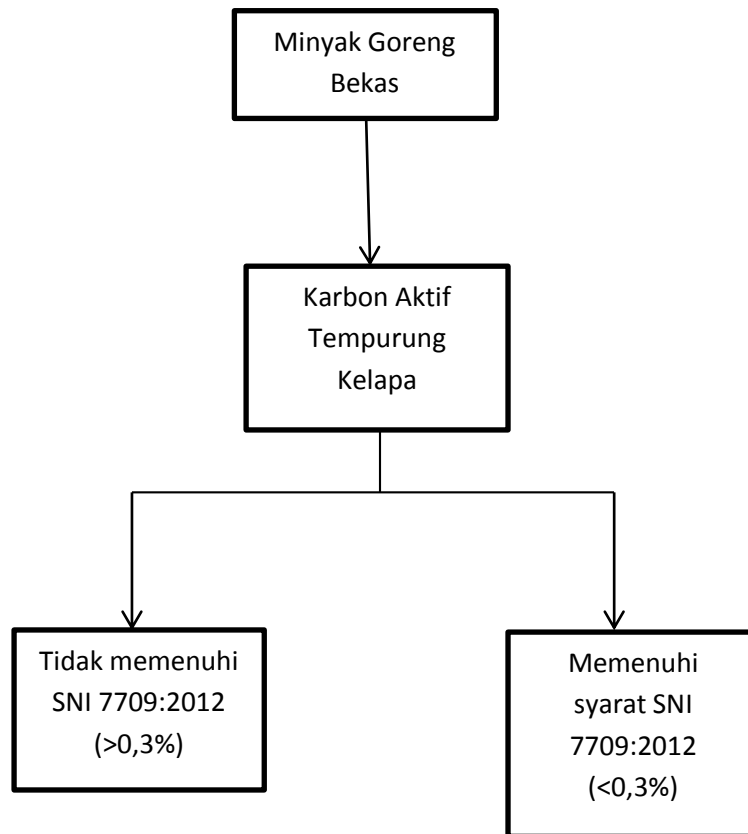 Minyak Goreng
Bekas
Karbon Aktif
Tempurung
Kelapa
Tidak memenuhi
SNI 7709:2012
(>0,3%)
Memenuhi
syarat SNI
7709:2012
(<0,3%)